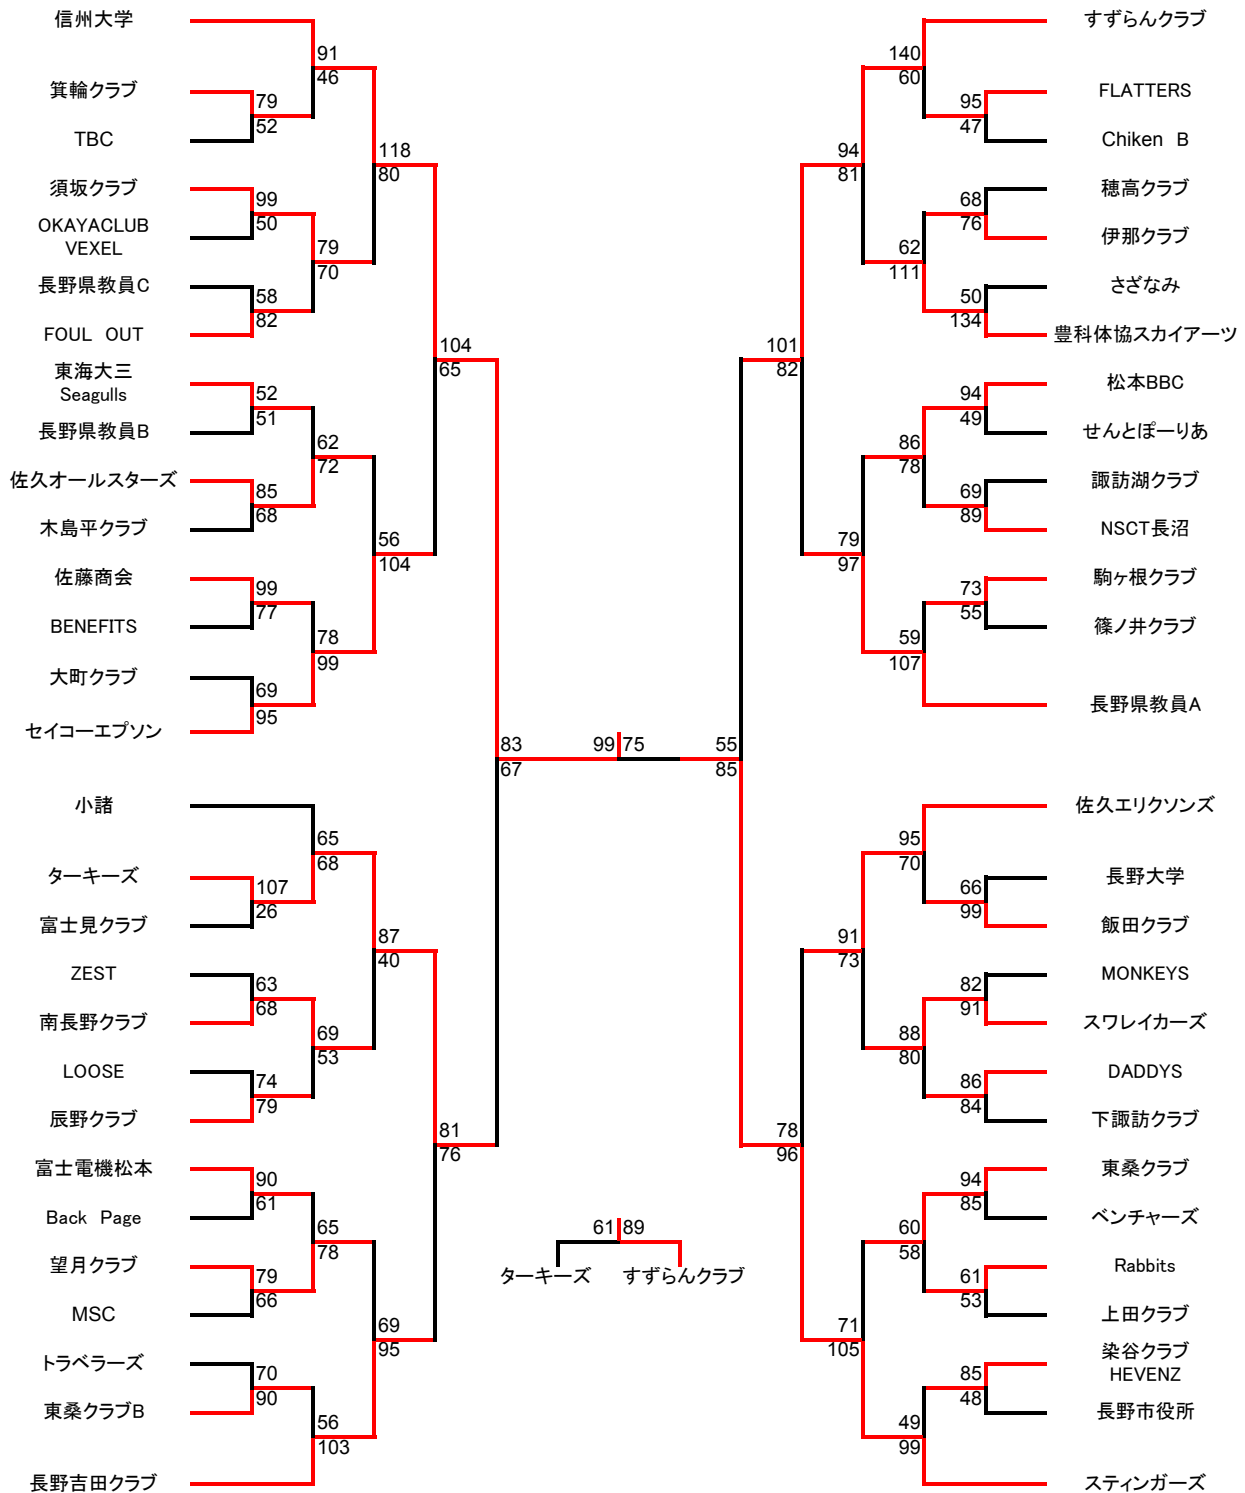 信州大学
91
46
箕輪クラブ
79
52
TBC
118
80
須坂クラブ
99
50
OKAYACLUB
VEXEL
79
70
長野県教員C
58
82
FOUL OUT
104
65
東海大三
Seagulls
52
51
長野県教員B
62
72
佐久オールスターズ
85
68
木島平クラブ
56
104
佐藤商会
99
77
BENEFITS
78
99
大町クラブ
69
95
セイコーエプソン
83
67
小諸
65
68
ターキーズ
107
26
富士見クラブ
87
40
ZEST
63
68
南長野クラブ
69
53
LOOSE
74
79
辰野クラブ
81
76
富士電機松本
90
61
Back Page
65
78
望月クラブ
79
66
MSC
69
95
トラベラーズ
70
90
東桑クラブB
56
103
長野吉田クラブ
99 75
61 89
ターキーズ すずらんクラブ
すずらんクラブ
140
60
FLATTERS
95
47
Chiken B
94
81
穂高クラブ
68
76
伊那クラブ
62
111
さざなみ
50
134
豊科体協スカイアーツ
101
82
松本BBC
94
49
せんとぽーりあ
86
78
諏訪湖クラブ
69
89
NSCT長沼
79
97
駒ヶ根クラブ
73
55
篠ノ井クラブ
59
107
長野県教員A
55
85
佐久エリクソンズ
95
70
長野大学
66
99
飯田クラブ
91
73
MONKEYS
82
91
スワレイカーズ
88
80
DADDYS
86
84
下諏訪クラブ
78
96
東桑クラブ
94
85
ベンチャーズ
60
58
Rabbits
61
53
上田クラブ
71
105
染谷クラブ
HEVENZ
85
48
長野市役所
49
99
スティンガーズ